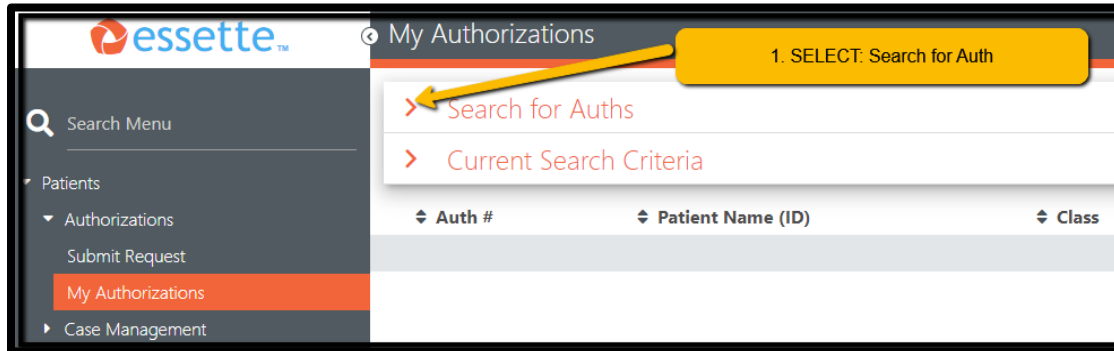 essette™
My Authorizations
1. SELECT: Search for Auth
Search Menu
Search for Auths
Current Search Criteria
Patients
Authorizations
Submit Request
My Authorizations
Case Management
Auth # Patient Name (ID) Class